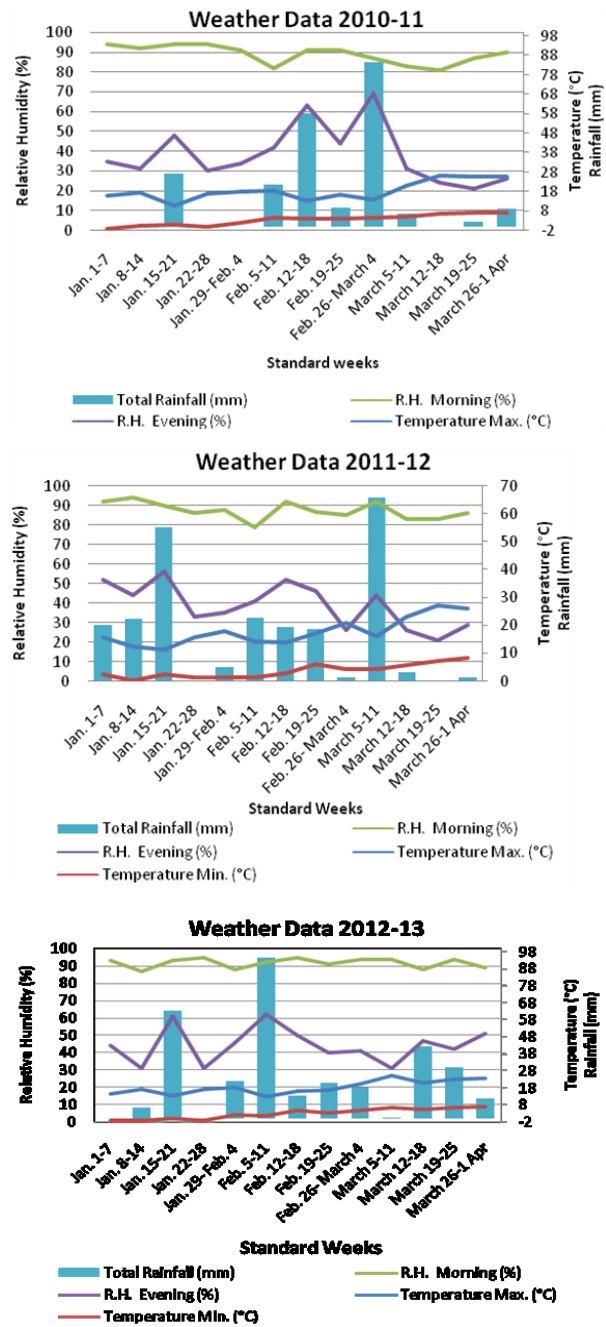 Weather Data 2010-11
Relative Humidity (%)
100
90
80
70
60
50
40
30
20
10
0
98
88
78
68
58
48
38
28
18
8
-2
Temperature (°C)
Rainfall (mm)
Jan. 1-7
Jan. 8-14
Jan. 15-21
Jan. 22-28
Jan. 29- Feb. 4
Feb. 5-11
Feb. 12-18
Feb. 19-25
Feb. 26- March 4
March 5-11
March 12-18
March 19-25
March 26-1 Apr
Standard weeks
Total Rainfall (mm)
R.H. Morning (%)
R.H. Evening (%)
Temperature Max. (°C)
Weather Data 2011-12
Relative Humidity (%)
100
90
80
70
60
50
40
30
20
10
0
70
60
50
40
30
20
10
0
Temperature (°C)
Rainfall (mm)
Jan. 1-7
Jan. 8-14
Jan. 15-21
Jan. 22-28
Jan. 29- Feb. 4
Feb. 5-11
Feb. 12-18
Feb. 19-25
Feb. 26- March 4
March 5-11
March 12-18
March 19-25
March 26-1 Apr
Standard Weeks
Total Rainfall (mm)
R.H. Morning (%)
R.H. Evening (%)
Temperature Max. (°C)
Temperature Min. (°C)
Weather Data 2012-13
Relative Humidity (%)
100
90
80
70
60
50
40
30
20
10
0
98
88
78
68
58
48
38
28
18
8
-2
Temperature (°C)
Rainfall (mm)
Jan. 1-7
Jan. 8-14
Jan. 15-21
Jan. 22-28
Jan. 29- Feb. 4
Feb. 5-11
Feb. 12-18
Feb. 19-25
Feb. 26- March 4
March 5-11
March 12-18
March 19-25
March 26-1 Apr
Standard Weeks
Total Rainfall (mm)
R.H. Morning (%)
R.H. Evening (%)
Temperature Max. (°C)
Temperature Min. (°C)